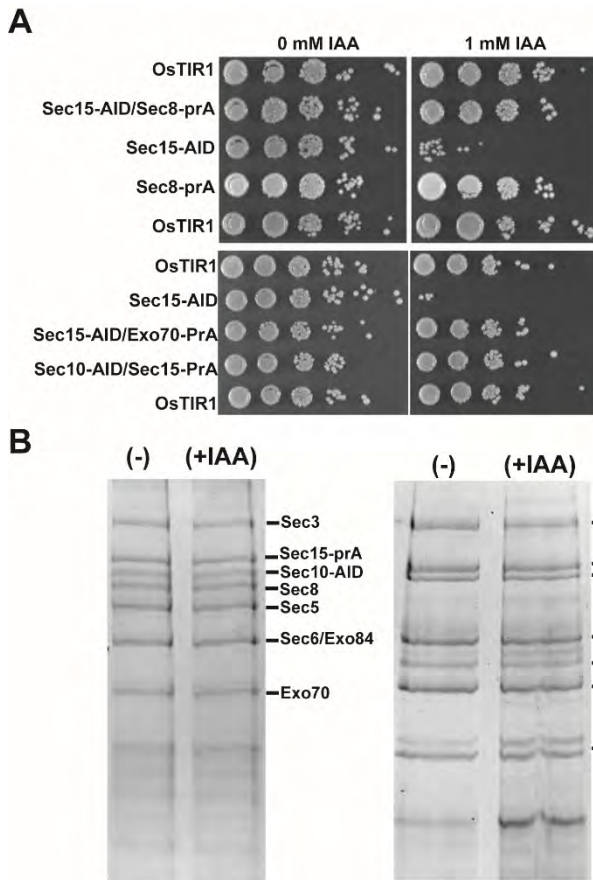 A
0 mM IAA
1 mM IAA
OsTIR1
Sec15-AID/Sec8-prA
Sec15-AID
Sec8-prA
OsTIR1
OsTIR1
Sec15-AID
Sec15-AID/Exo70-PrA
Sec10-AID/Sec15-PrA
OsTIR1
B
(-) (+IAA)
(-) (+IAA)
Sec3
Sec15-prA
Sec10-AID
Sec8
Sec5
Sec6/Exo84
Exo70